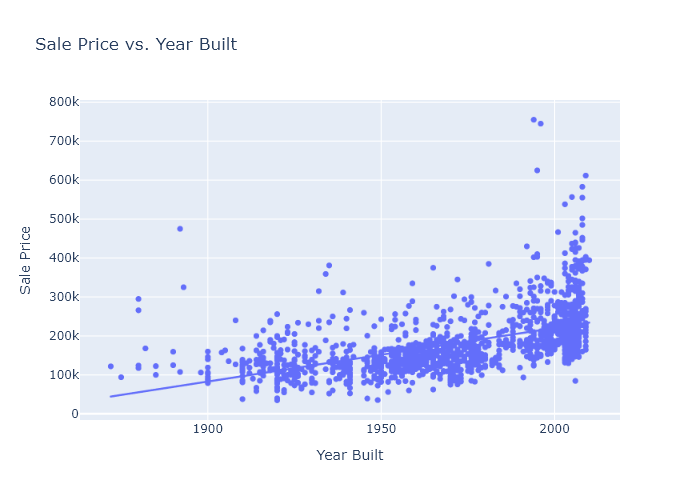 Sale Price vs. Year Built
800k
700k
600k
500k
400k
300k
200k
100k
0
Sale Price
1900
1950
2000
Year Built